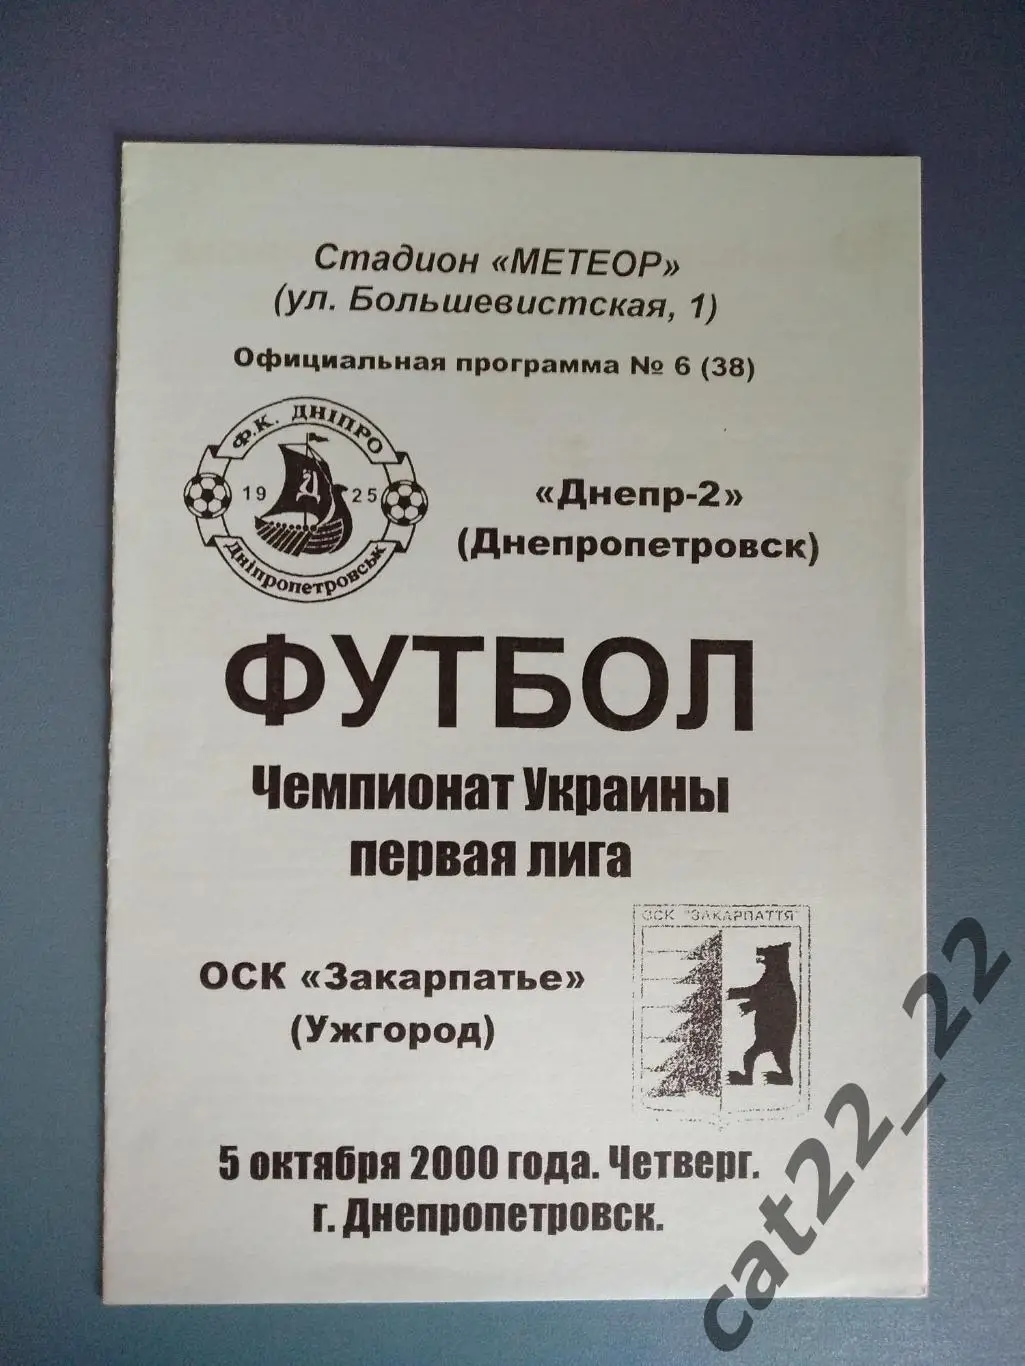 Стадион «МЕТЕОР»
(ул. Большевистская, 1)
Официальная программа № 6 (38)
Ф.К. ДНІПРО
19 25
Дніпропетровськ
«Днепр-2»
(Днепропетровск)
ФУТБОЛ
Чемпионат Украины
первая лига
ОСК "ЗАКАРПАТТЯ"
ОСК «Закарпатье»
(Ужгород)
5 октября 2000 года. Четверг.
г. Днепропетровск.
cat22_22